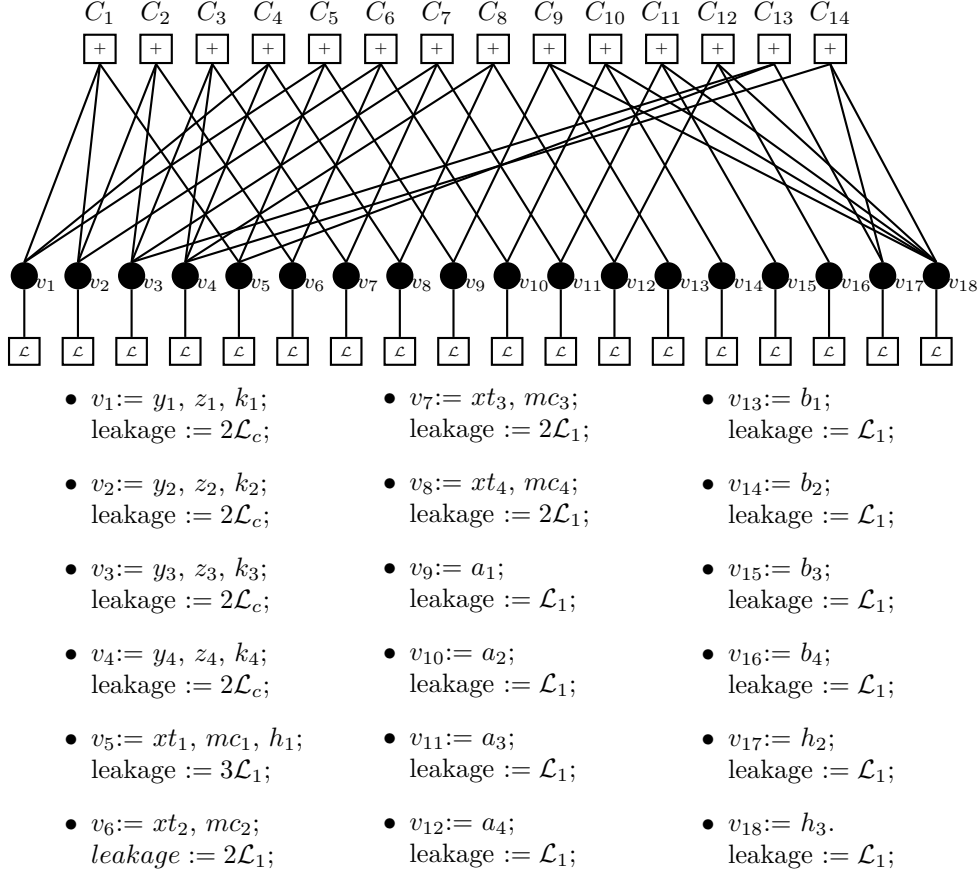 C₁ C₂ C₃ C₄ C₅ C₆ C₇ C₈ C₉ C₁₀ C₁₁ C₁₂ C₁₃ C₁₄
+ + + + + + + + + + + + + +
v₁ v₂ v₃ v₄ v₅ v₆ v₇ v₈ v₉ v₁₀ v₁₁ v₁₂ v₁₃ v₁₄ v₁₅ v₁₆ v₁₇ v₁₈
ℒ ℒ ℒ ℒ ℒ ℒ ℒ ℒ ℒ ℒ ℒ ℒ ℒ ℒ ℒ ℒ ℒ ℒ
• v₁:= y₁, z₁, k₁;
leakage := 2ℒ_c;
• v₂:= y₂, z₂, k₂;
leakage := 2ℒ_c;
• v₃:= y₃, z₃, k₃;
leakage := 2ℒ_c;
• v₄:= y₄, z₄, k₄;
leakage := 2ℒ_c;
• v₅:= xt₁, mc₁, h₁;
leakage := 3ℒ₁;
• v₆:= xt₂, mc₂;
leakage := 2ℒ₁;
• v₇:= xt₃, mc₃;
leakage := 2ℒ₁;
• v₈:= xt₄, mc₄;
leakage := 2ℒ₁;
• v₉:= a₁;
leakage := ℒ₁;
• v₁₀:= a₂;
leakage := ℒ₁;
• v₁₁:= a₃;
leakage := ℒ₁;
• v₁₂:= a₄;
leakage := ℒ₁;
• v₁₃:= b₁;
leakage := ℒ₁;
• v₁₄:= b₂;
leakage := ℒ₁;
• v₁₅:= b₃;
leakage := ℒ₁;
• v₁₆:= b₄;
leakage := ℒ₁;
• v₁₇:= h₂;
leakage := ℒ₁;
• v₁₈:= h₃.
leakage := ℒ₁;